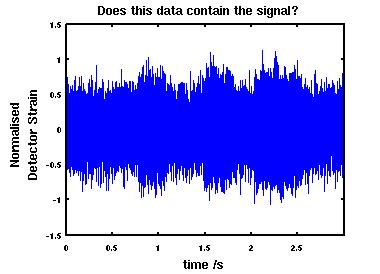 Does this data contain the signal?
1.5
1
0.5
0
-0.5
-1
-1.5
Normalised
Detector Strain
0 0.5 1 1.5 2 2.5
time /s